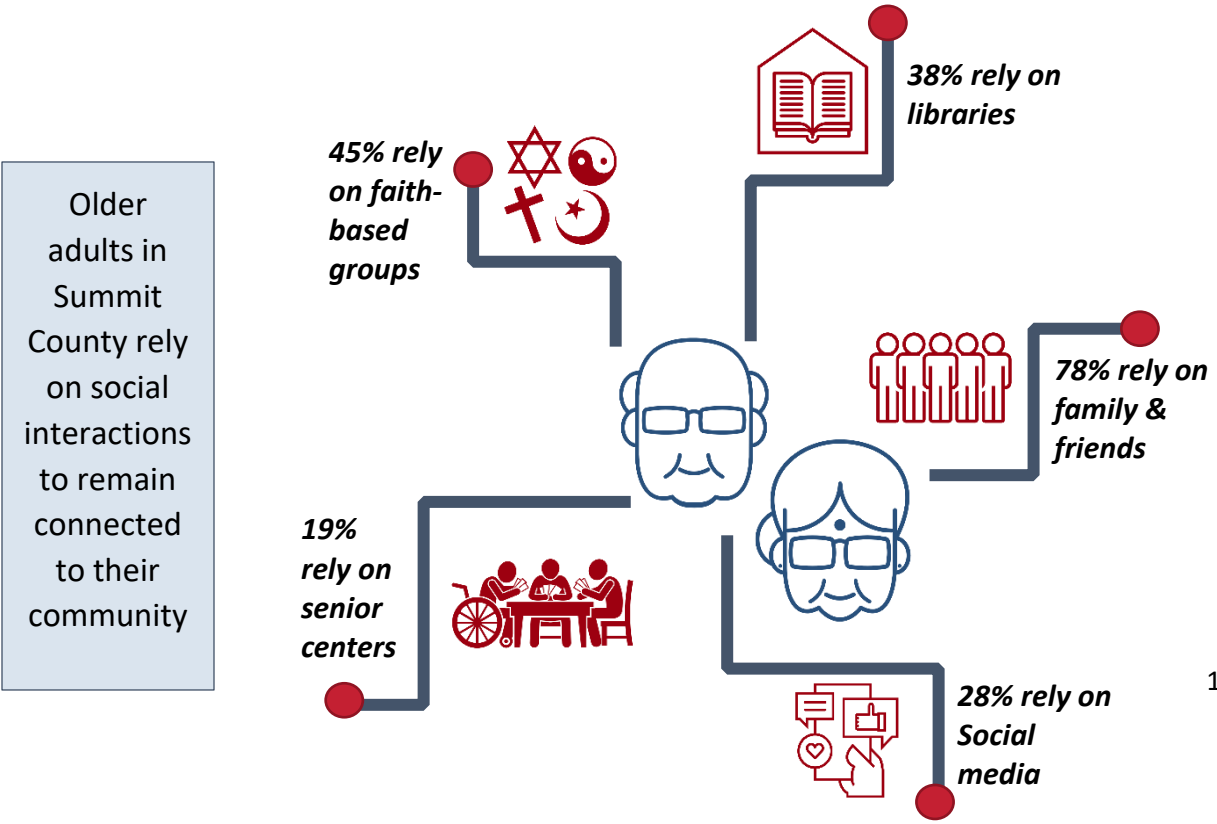 Older
adults in
Summit
County rely
on social
interactions
to remain
connected
to their
community
45% rely
on faith-
based
groups
38% rely on
libraries
78% rely on
family &
friends
19%
rely on
senior
centers
28% rely on
Social
media
1